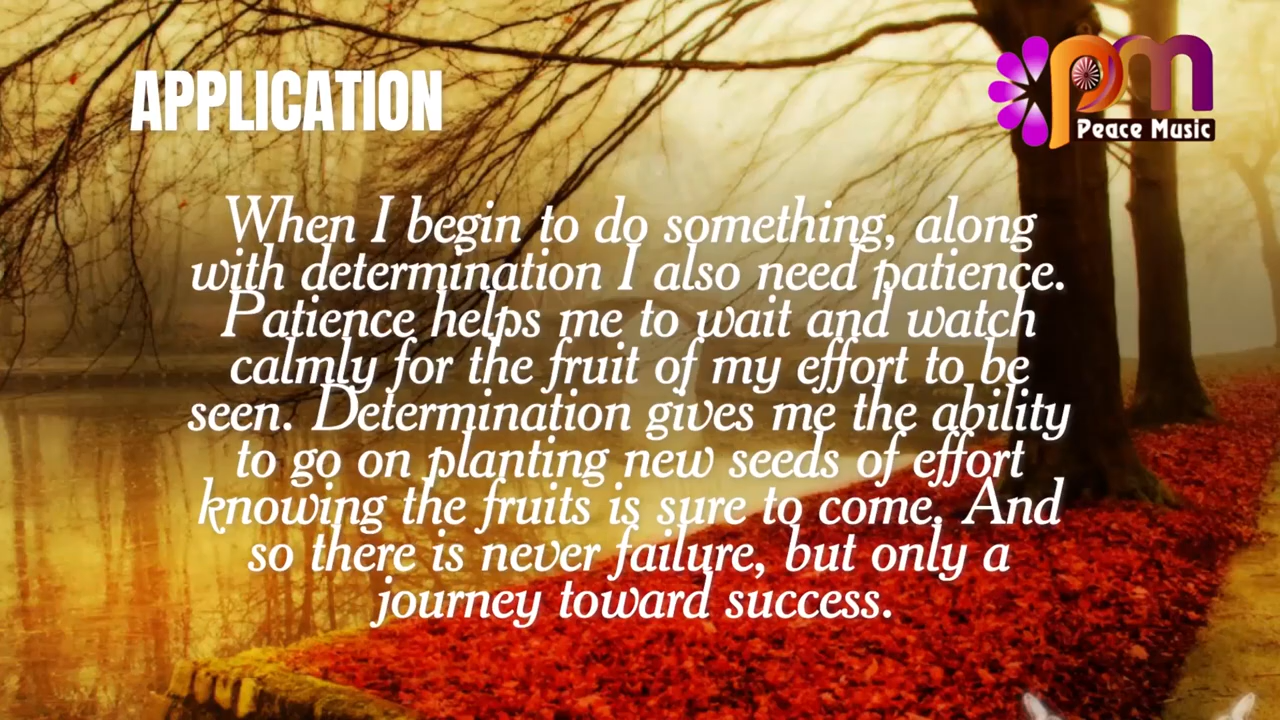 APPLICATION
pm
Peace Music
When I begin to do something, along
with determination I also need patience.
Patience helps me to wait and watch
calmly for the fruit of my effort to be
seen. Determination gives me the ability
to go on planting new seeds of effort
knowing the fruits is sure to come. And
so there is never failure, but only a
journey toward success.